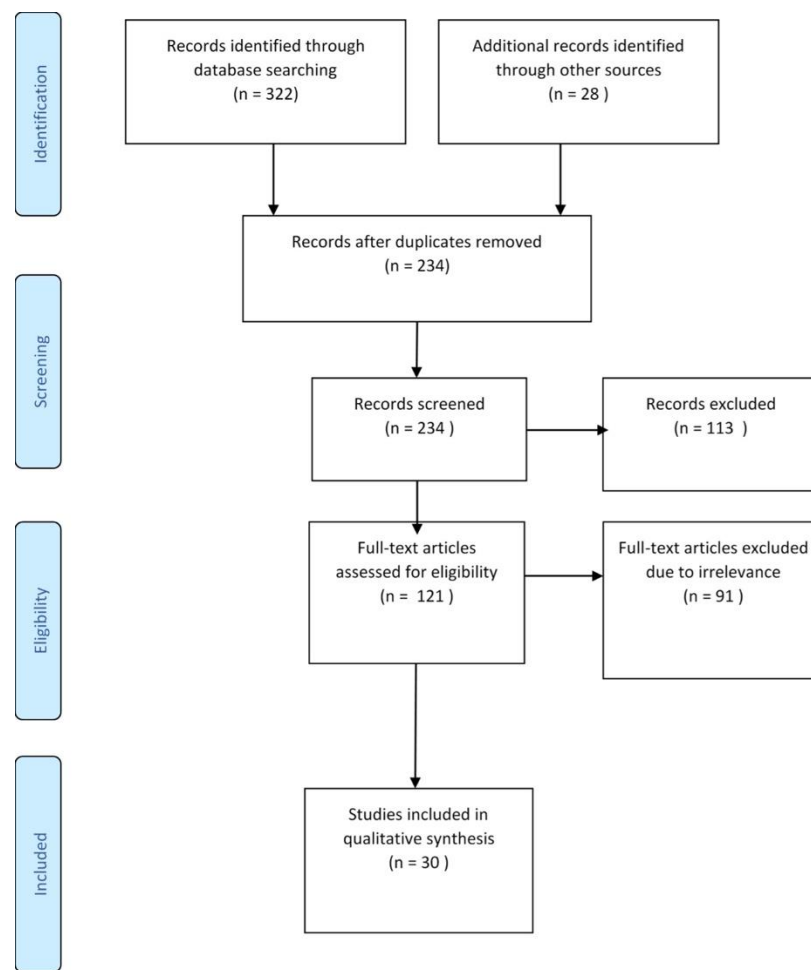 Identification
Records identified through
database searching
(n = 322)
Additional records identified
through other sources
(n = 28 )
Records after duplicates removed
(n = 234)
Screening
Records screened
(n = 234 )
Records excluded
(n = 113 )
Eligibility
Full-text articles
assessed for eligibility
(n = 121 )
Full-text articles excluded
due to irrelevance
(n = 91 )
Included
Studies included in
qualitative synthesis
(n = 30 )